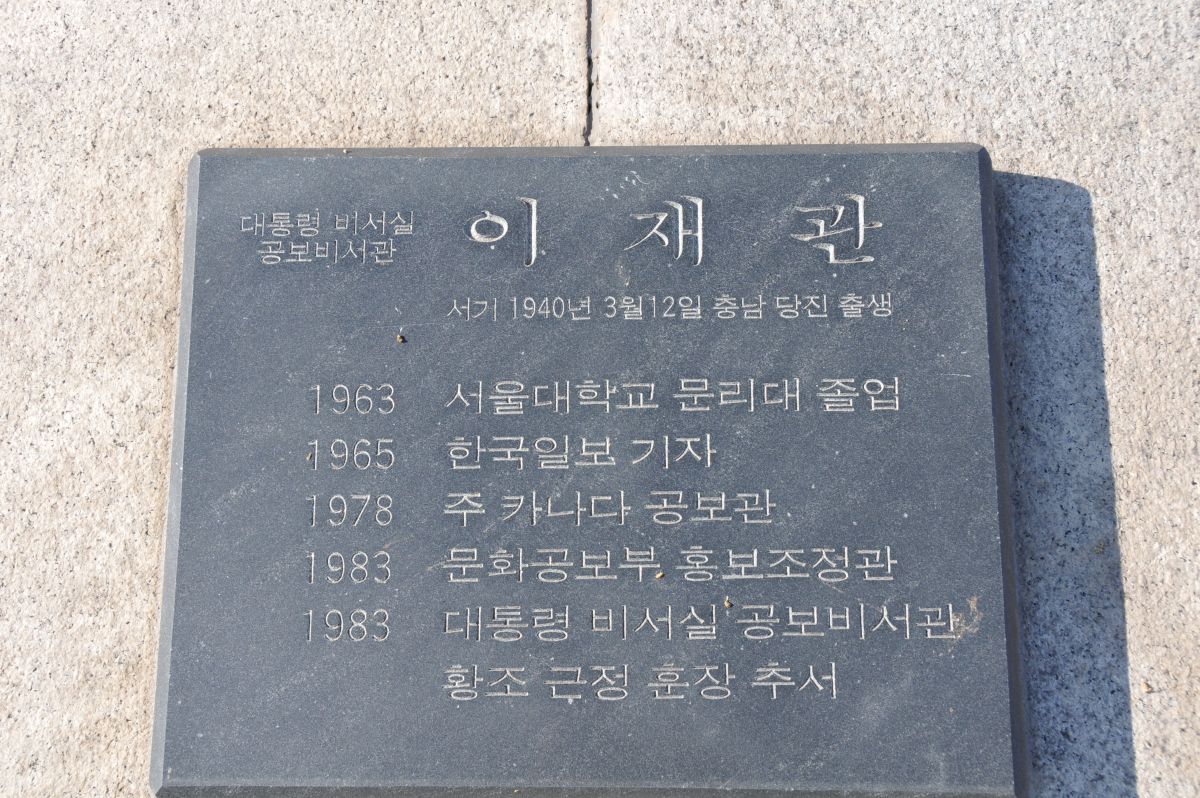 대통령 비서실
공보비서관
이 재 관
서기 1940년 3월12일 충남 당진 출생
1963 서울대학교 문리대 졸업
1965 한국일보 기자
1978 주 카나다 공보관
1983 문화공보부 홍보조정관
1983 대통령 비서실 공보비서관
황조 근정 훈장 추서